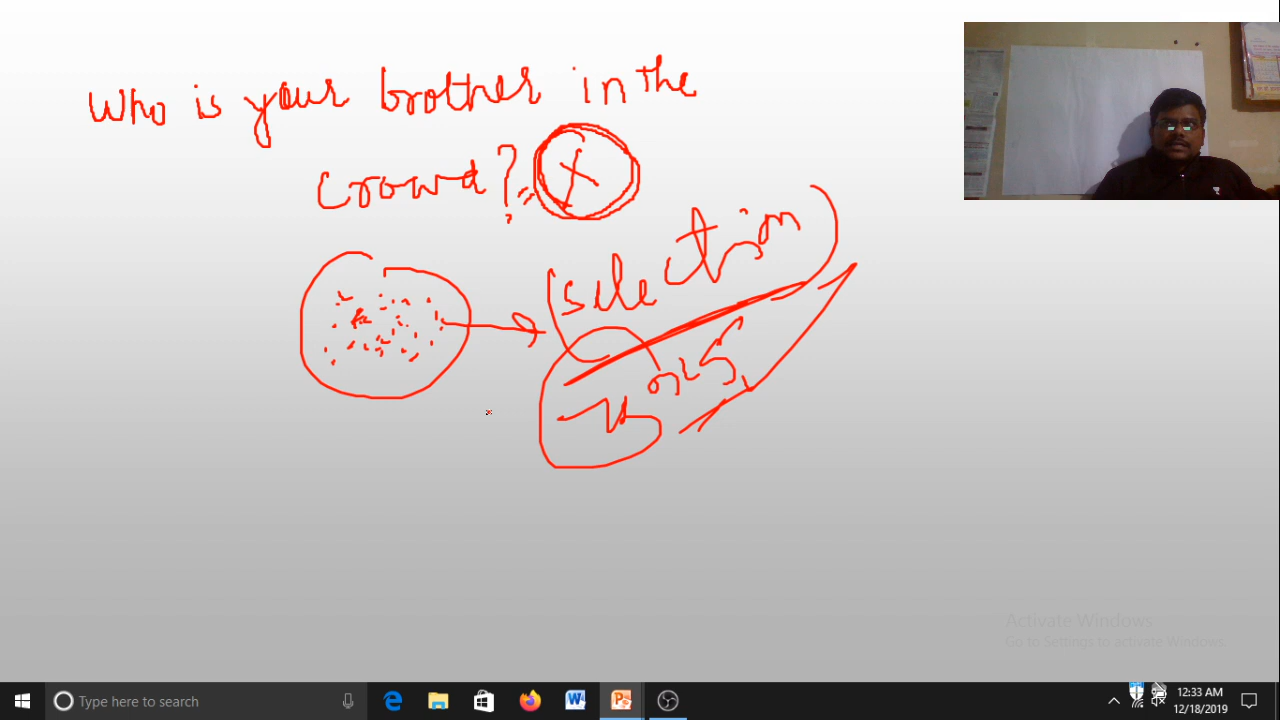 Who is your brother in the
crowd?
(selection)
Activate Windows
Go to Settings to activate Windows.
Type here to search
12:33 AM
12/18/2019